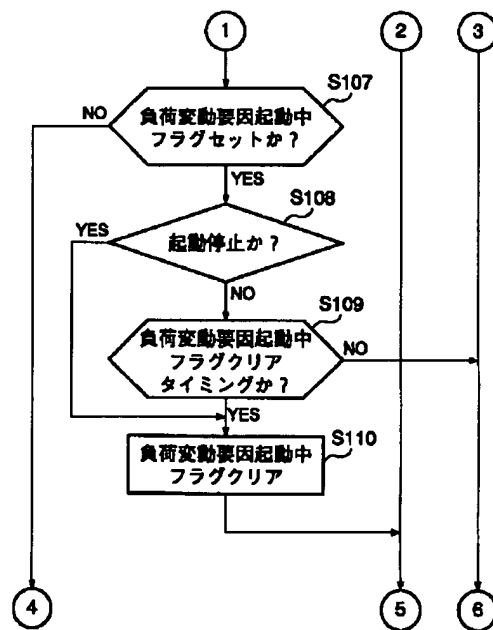 1
2
3
S107
NO
負荷変動要因起動中
フラグセットか?
YES
S108
YES
起動停止か?
NO
S109
負荷変動要因起動中
フラグクリア
タイミングか?
NO
YES
S110
負荷変動要因起動中
フラグクリア
4
5
6